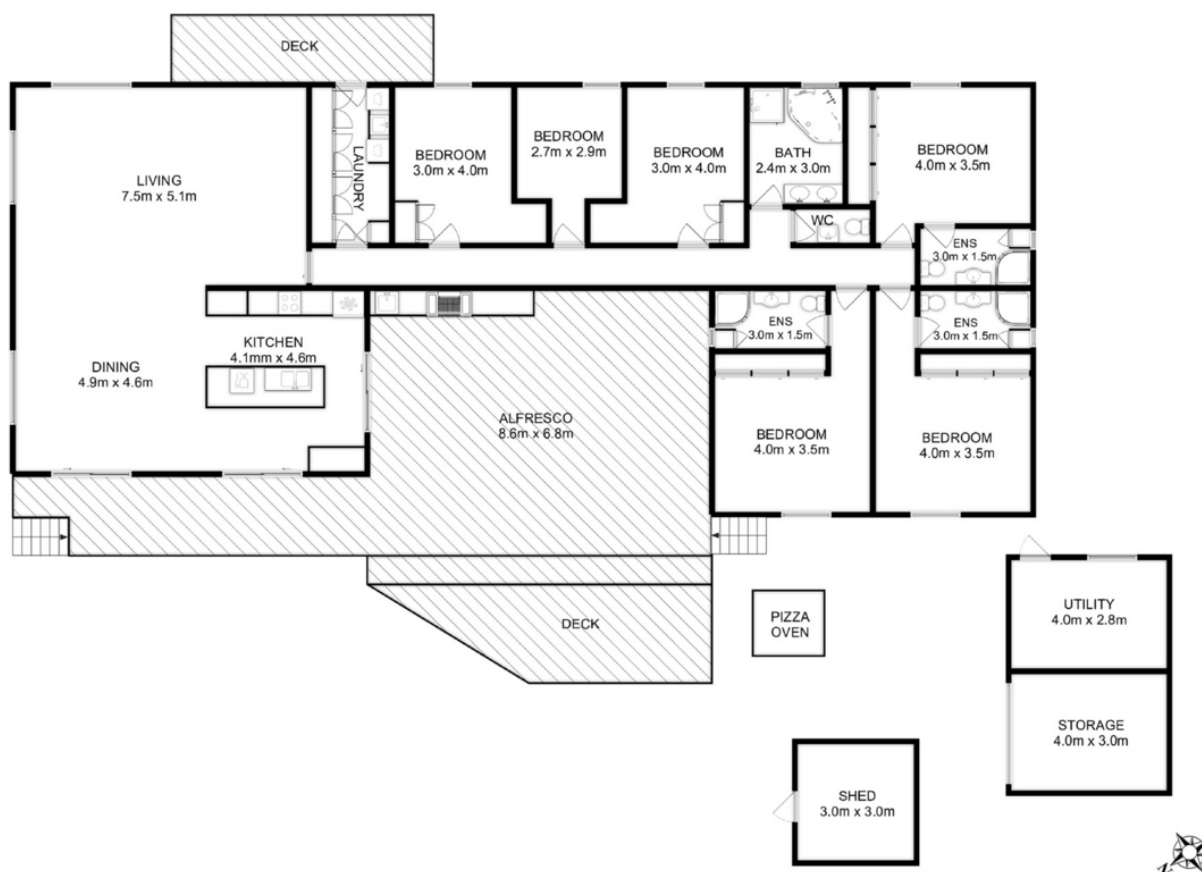 DECK
LIVING
7.5m x 5.1m
LAUNDRY
BEDROOM
3.0m x 4.0m
BEDROOM
2.7m x 2.9m
BEDROOM
3.0m x 4.0m
BATH
2.4m x 3.0m
BEDROOM
4.0m x 3.5m
WC
ENS
3.0m x 1.5m
ENS
3.0m x 1.5m
ENS
3.0m x 1.5m
KITCHEN
4.1mm x 4.6m
DINING
4.9m x 4.6m
ALFRESCO
8.6m x 6.8m
BEDROOM
4.0m x 3.5m
BEDROOM
4.0m x 3.5m
DECK
PIZZA
OVEN
UTILITY
4.0m x 2.8m
STORAGE
4.0m x 3.0m
SHED
3.0m x 3.0m